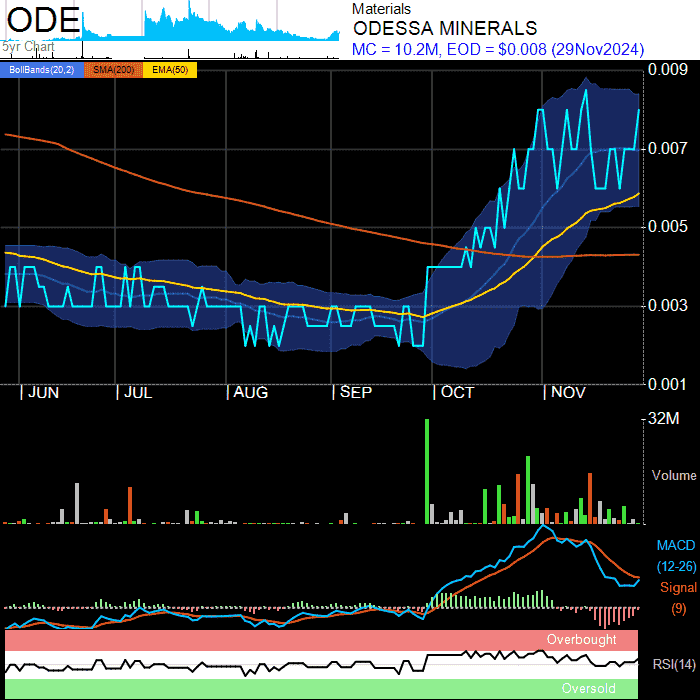 ODE
5yr Chart
Materials
ODESSA MINERALS
MC = 10.2M, EOD = $0.008 (29Nov2024)
BollBands(20,2) SMA(200) EMA(50)
0.009
0.007
0.005
0.003
0.001
JUN JUL AUG SEP OCT NOV
32M
Volume
MACD
(12-26)
Signal
(9)
Overbought
RSI(14)
Oversold